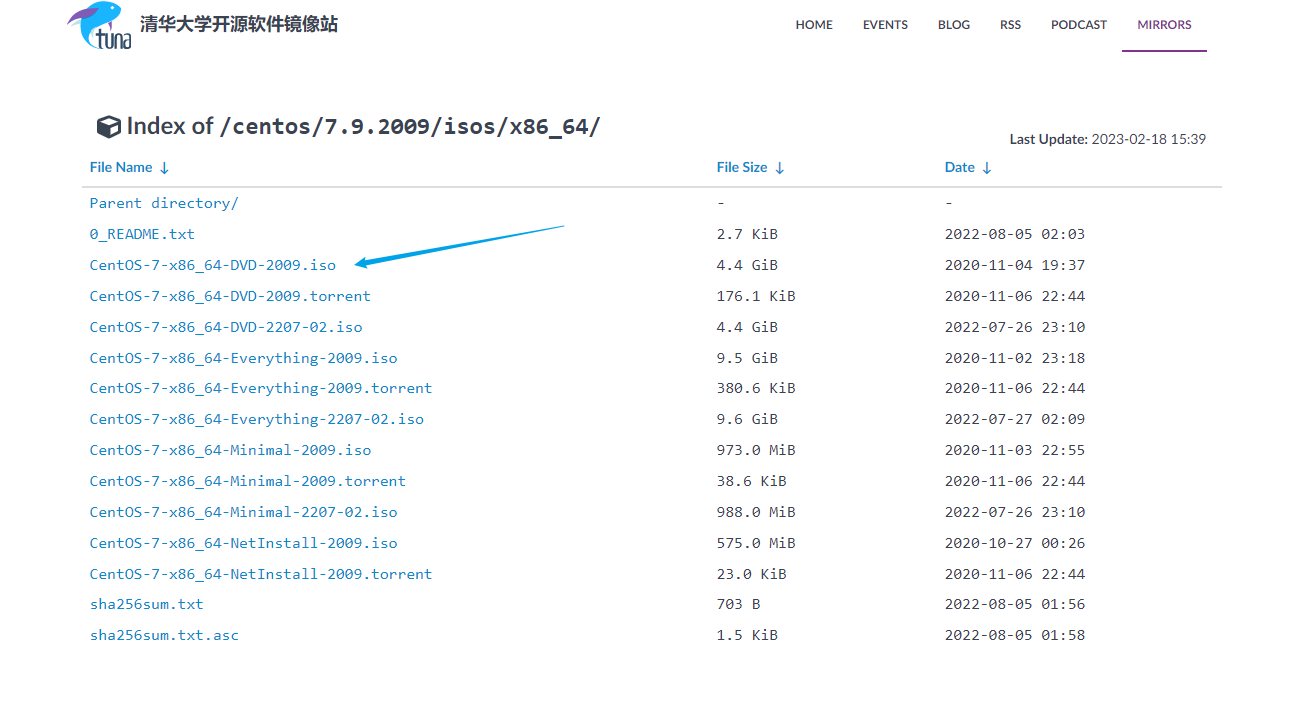 tuna 清华大学开源软件镜像站 HOME EVENTS BLOG RSS PODCAST MIRRORS
Index of /centos/7.9.2009/isos/x86_64/
Last Update: 2023-02-18 15:39
File Name ↓ File Size ↓ Date ↓
Parent directory/ - -
0_README.txt 2.7 KiB 2022-08-05 02:03
CentOS-7-x86_64-DVD-2009.iso 4.4 GiB 2020-11-04 19:37
CentOS-7-x86_64-DVD-2009.torrent 176.1 KiB 2020-11-06 22:44
CentOS-7-x86_64-DVD-2207-02.iso 4.4 GiB 2022-07-26 23:10
CentOS-7-x86_64-Everything-2009.iso 9.5 GiB 2020-11-02 23:18
CentOS-7-x86_64-Everything-2009.torrent 380.6 KiB 2020-11-06 22:44
CentOS-7-x86_64-Everything-2207-02.iso 9.6 GiB 2022-07-27 02:09
CentOS-7-x86_64-Minimal-2009.iso 973.0 MiB 2020-11-03 22:55
CentOS-7-x86_64-Minimal-2009.torrent 38.6 KiB 2020-11-06 22:44
CentOS-7-x86_64-Minimal-2207-02.iso 988.0 MiB 2022-07-26 23:10
CentOS-7-x86_64-NetInstall-2009.iso 575.0 MiB 2020-10-27 00:26
CentOS-7-x86_64-NetInstall-2009.torrent 23.0 KiB 2020-11-06 22:44
sha256sum.txt 703 B 2022-08-05 01:56
sha256sum.txt.asc 1.5 KiB 2022-08-05 01:58